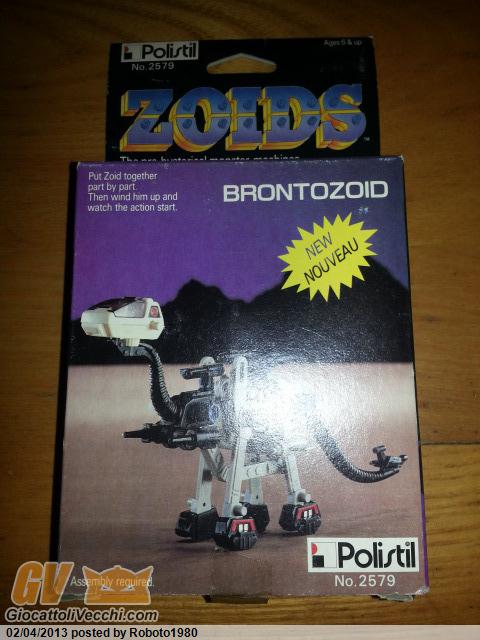 Polistil
Ages 6 & up
No. 2579
ZOIDS
TM
Put Zoid together
part by part.
Then wind him up and
watch the action start.
BRONTOZOID
NEW
NOUVEAU
Polistil
No. 2579
Assembly required.
GV
GiocattoliVecchi.com
02/04/2013 posted by Roboto1980